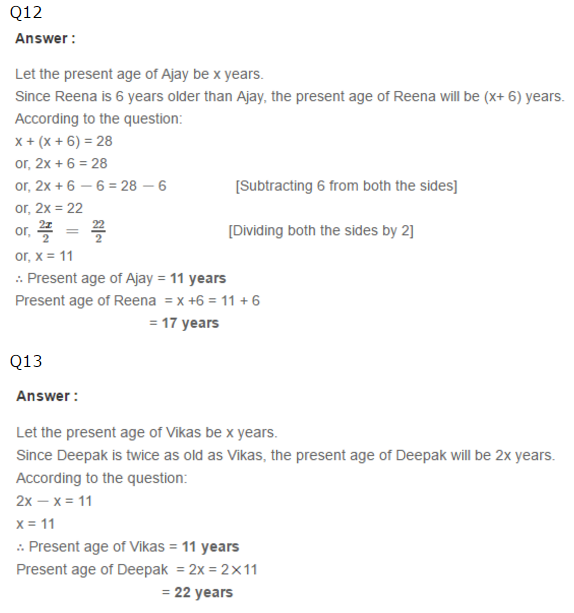 Q12
Answer :
Let the present age of Ajay be x years.
Since Reena is 6 years older than Ajay, the present age of Reena will be (x+ 6) years.
According to the question:
x + (x + 6) = 28
or, 2x + 6 = 28
or, 2x + 6 − 6 = 28 − 6 [Subtracting 6 from both the sides]
or, 2x = 22
or, 2x/2 = 22/2 [Dividing both the sides by 2]
or, x = 11
∴ Present age of Ajay = 11 years
Present age of Reena = x +6 = 11 + 6
= 17 years
Q13
Answer :
Let the present age of Vikas be x years.
Since Deepak is twice as old as Vikas, the present age of Deepak will be 2x years.
According to the question:
2x − x = 11
x = 11
∴ Present age of Vikas = 11 years
Present age of Deepak = 2x = 2×11
= 22 years